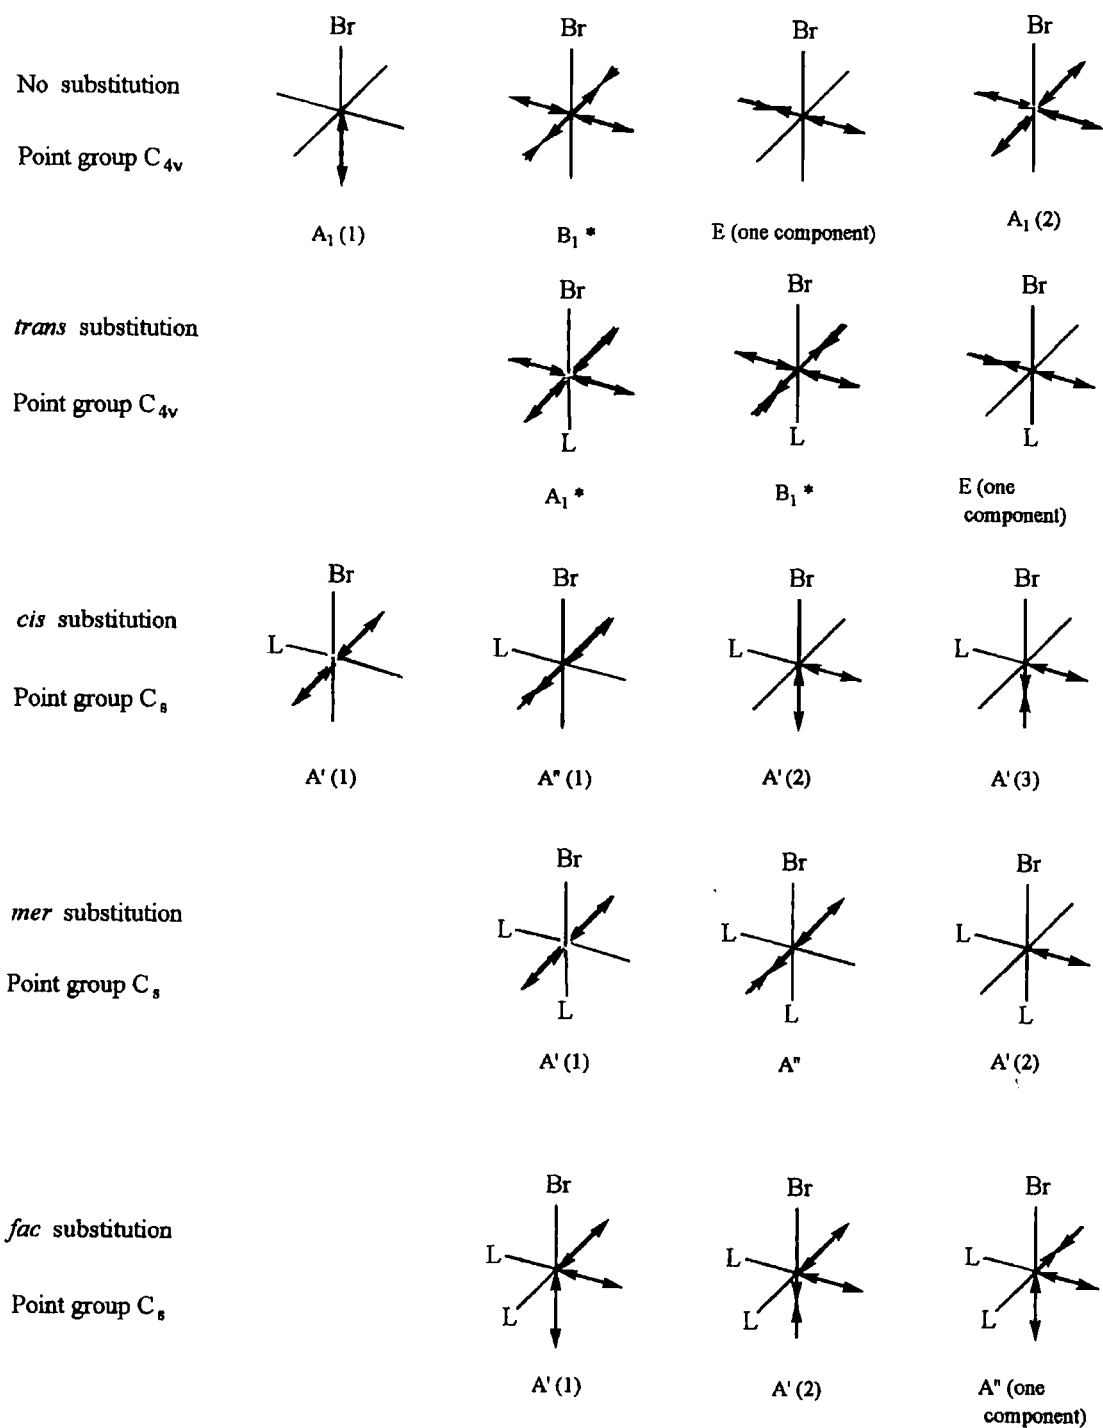 No substitution
Point group C4v
Br
Br
Br
Br
A1 (1)
B1 *
E (one component)
A1 (2)
trans substitution
Point group C4v
Br
L
Br
L
Br
L
A1 *
B1 *
E (one
component)
cis substitution
Point group Cs
Br
L
Br
Br
L
Br
L
A' (1)
A" (1)
A' (2)
A' (3)
mer substitution
Point group Cs
Br
L
L
Br
L
L
Br
L
L
A' (1)
A"
A' (2)
fac substitution
Point group Cs
Br
L
L
Br
L
L
Br
L
L
A' (1)
A' (2)
A" (one
component)